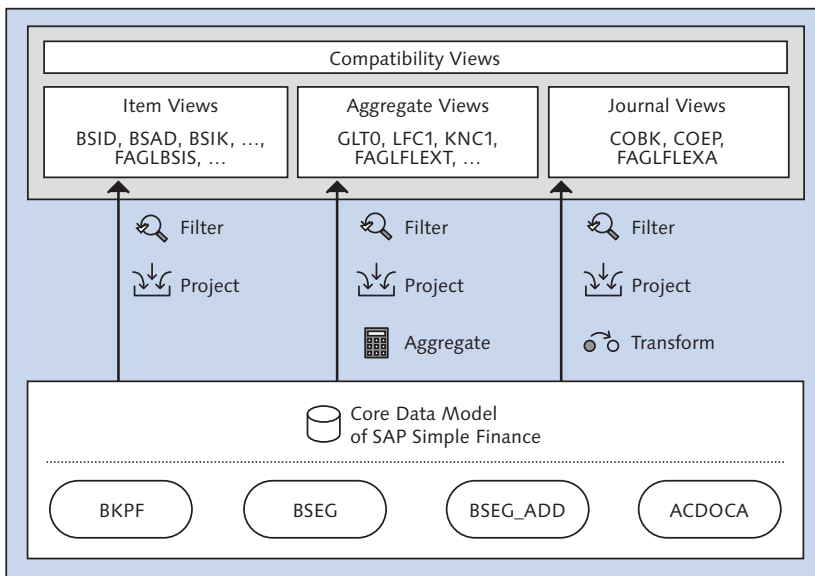 Compatibility Views
Item Views
BSID, BSAD, BSIK, …,
FAGLBSIS, …
Aggregate Views
GLT0, LFC1, KNC1,
FAGLFLEXT, …
Journal Views
COBK, COEP,
FAGLFLEXA
Filter
Project
Filter
Project
Aggregate
Filter
Project
Transform
Core Data Model
of SAP Simple Finance
BKPF
BSEG
BSEG_ADD
ACDOCA